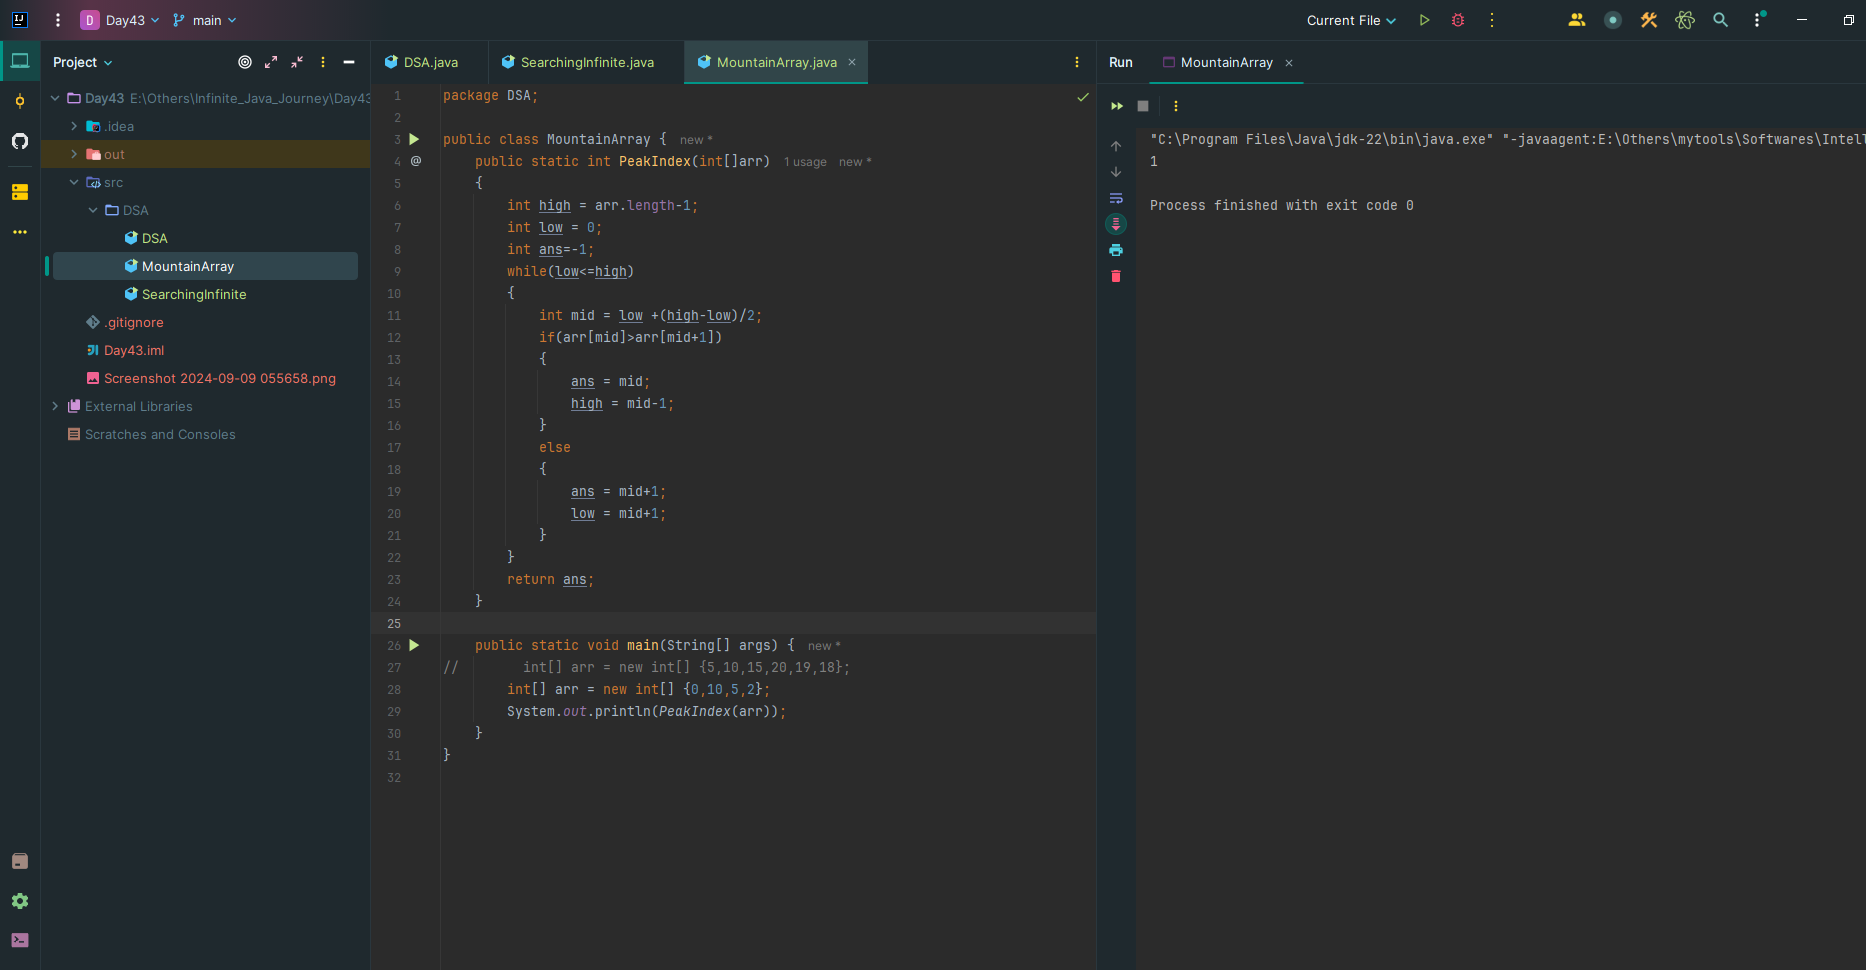 D Day43 main Current File
Project
DSA.java SearchingInfinite.java MountainArray.java
Run MountainArray
Day43 E:\Others\Infinite_Java_Journey\Day43
.idea
out
src
DSA
DSA
MountainArray
SearchingInfinite
.gitignore
Day43.iml
Screenshot 2024-09-09 055658.png
External Libraries
Scratches and Consoles
1 package DSA;
2
3 public class MountainArray { new *
4 @ public static int PeakIndex(int[]arr) 1 usage new *
5 {
6 int high = arr.length-1;
7 int low = 0;
8 int ans=-1;
9 while(low<=high)
10 {
11 int mid = low +(high-low)/2;
12 if(arr[mid]>arr[mid+1])
13 {
14 ans = mid;
15 high = mid-1;
16 }
17 else
18 {
19 ans = mid+1;
20 low = mid+1;
21 }
22 }
23 return ans;
24 }
25
26 public static void main(String[] args) { new *
27 // int[] arr = new int[] {5,10,15,20,19,18};
28 int[] arr = new int[] {0,10,5,2};
29 System.out.println(PeakIndex(arr));
30 }
31 }
32
"C:\Program Files\Java\jdk-22\bin\java.exe" "-javaagent:E:\Others\mytools\Softwares\Intell
1
Process finished with exit code 0